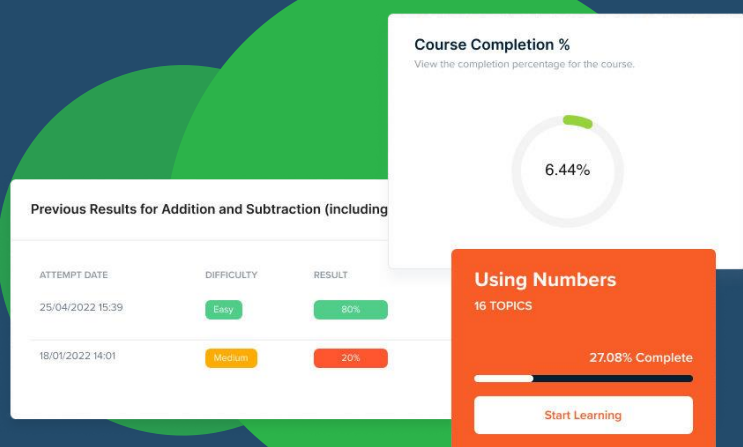 Course Completion %
View the completion percentage for the course.
6.44%
Previous Results for Addition and Subtraction (including
ATTEMPT DATE DIFFICULTY RESULT
25/04/2022 15:39 Easy 80%
18/01/2022 14:01 Medium 20%
Using Numbers
16 TOPICS
27.08% Complete
Start Learning